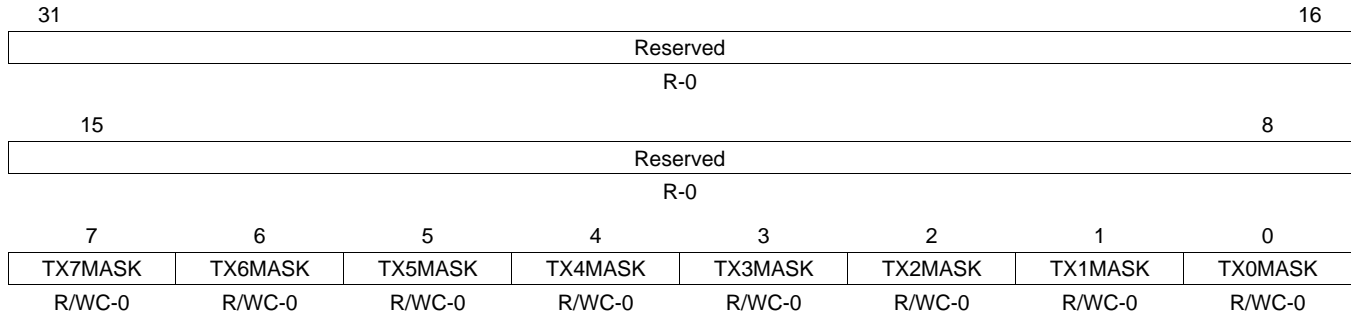 31 16
Reserved
R-0
15 8
Reserved
R-0
7 6 5 4 3 2 1 0
TX7MASK TX6MASK TX5MASK TX4MASK TX3MASK TX2MASK TX1MASK TX0MASK
R/WC-0 R/WC-0 R/WC-0 R/WC-0 R/WC-0 R/WC-0 R/WC-0 R/WC-0